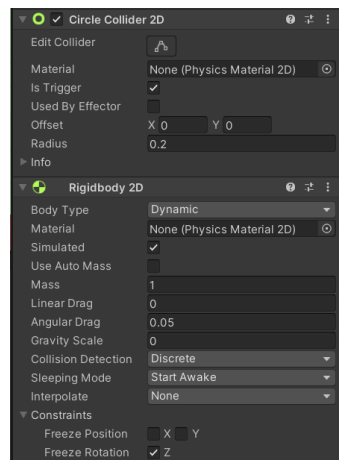 Circle Collider 2D
Edit Collider
Material None (Physics Material 2D)
Is Trigger
Used By Effector
Offset X 0 Y 0
Radius 0.2
Info
Rigidbody 2D
Body Type Dynamic
Material None (Physics Material 2D)
Simulated
Use Auto Mass
Mass 1
Linear Drag 0
Angular Drag 0.05
Gravity Scale 0
Collision Detection Discrete
Sleeping Mode Start Awake
Interpolate None
Constraints
Freeze Position X Y
Freeze Rotation Z